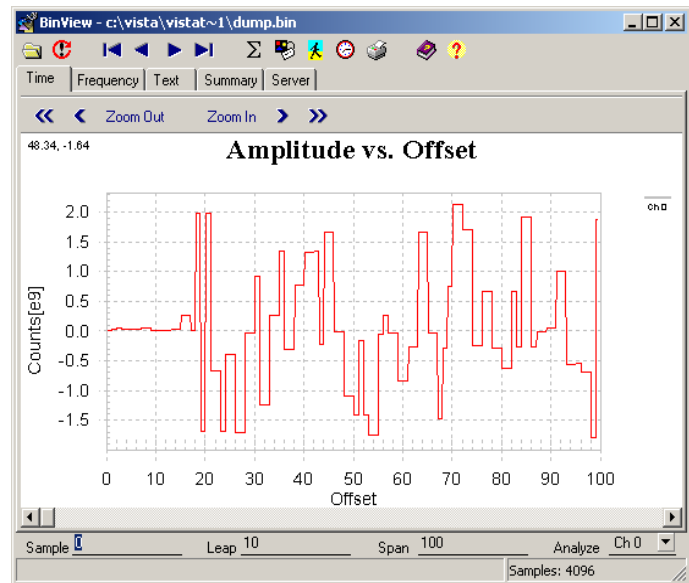 BinView - c:\vista\vistat~1\dump.bin
Time Frequency Text Summary Server
Zoom Out Zoom In
48.34, -1.64
Amplitude vs. Offset
ch 0
Counts[e9]
2.0
1.5
1.0
0.5
0.0
-0.5
-1.0
-1.5
0 10 20 30 40 50 60 70 80 90 100
Offset
Sample 0 Leap 10 Span 100 Analyze Ch 0
Samples: 4096